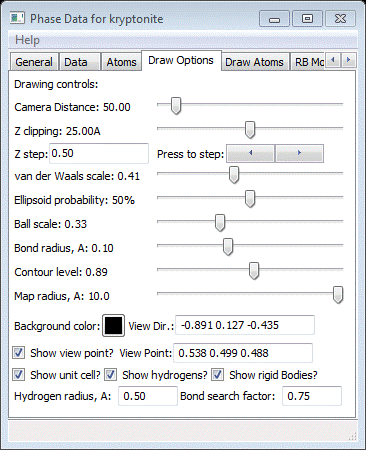 Phase Data for kryptonite
Help
General Data Atoms Draw Options Draw Atoms RB Mo
Drawing controls:
Camera Distance: 50.00
Z clipping: 25.00A
Z step: 0.50 Press to step:
van der Waals scale: 0.41
Ellipsoid probability: 50%
Ball scale: 0.33
Bond radius, A: 0.10
Contour level: 0.89
Map radius, A: 10.0
Background color: View Dir.: -0.891 0.127 -0.435
Show view point? View Point: 0.538 0.499 0.488
Show unit cell? Show hydrogens? Show rigid Bodies?
Hydrogen radius, A: 0.50 Bond search factor: 0.75